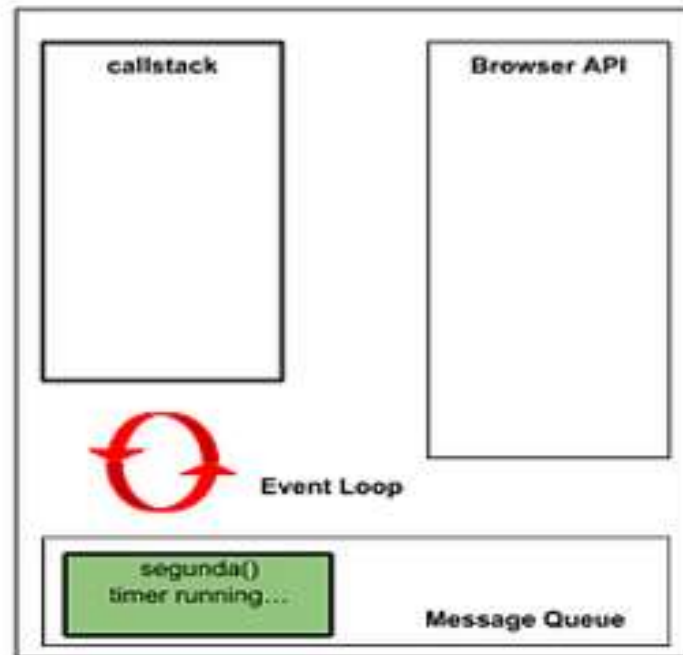 callstack
Browser API
Event Loop
segunda()
timer running...
Message Queue